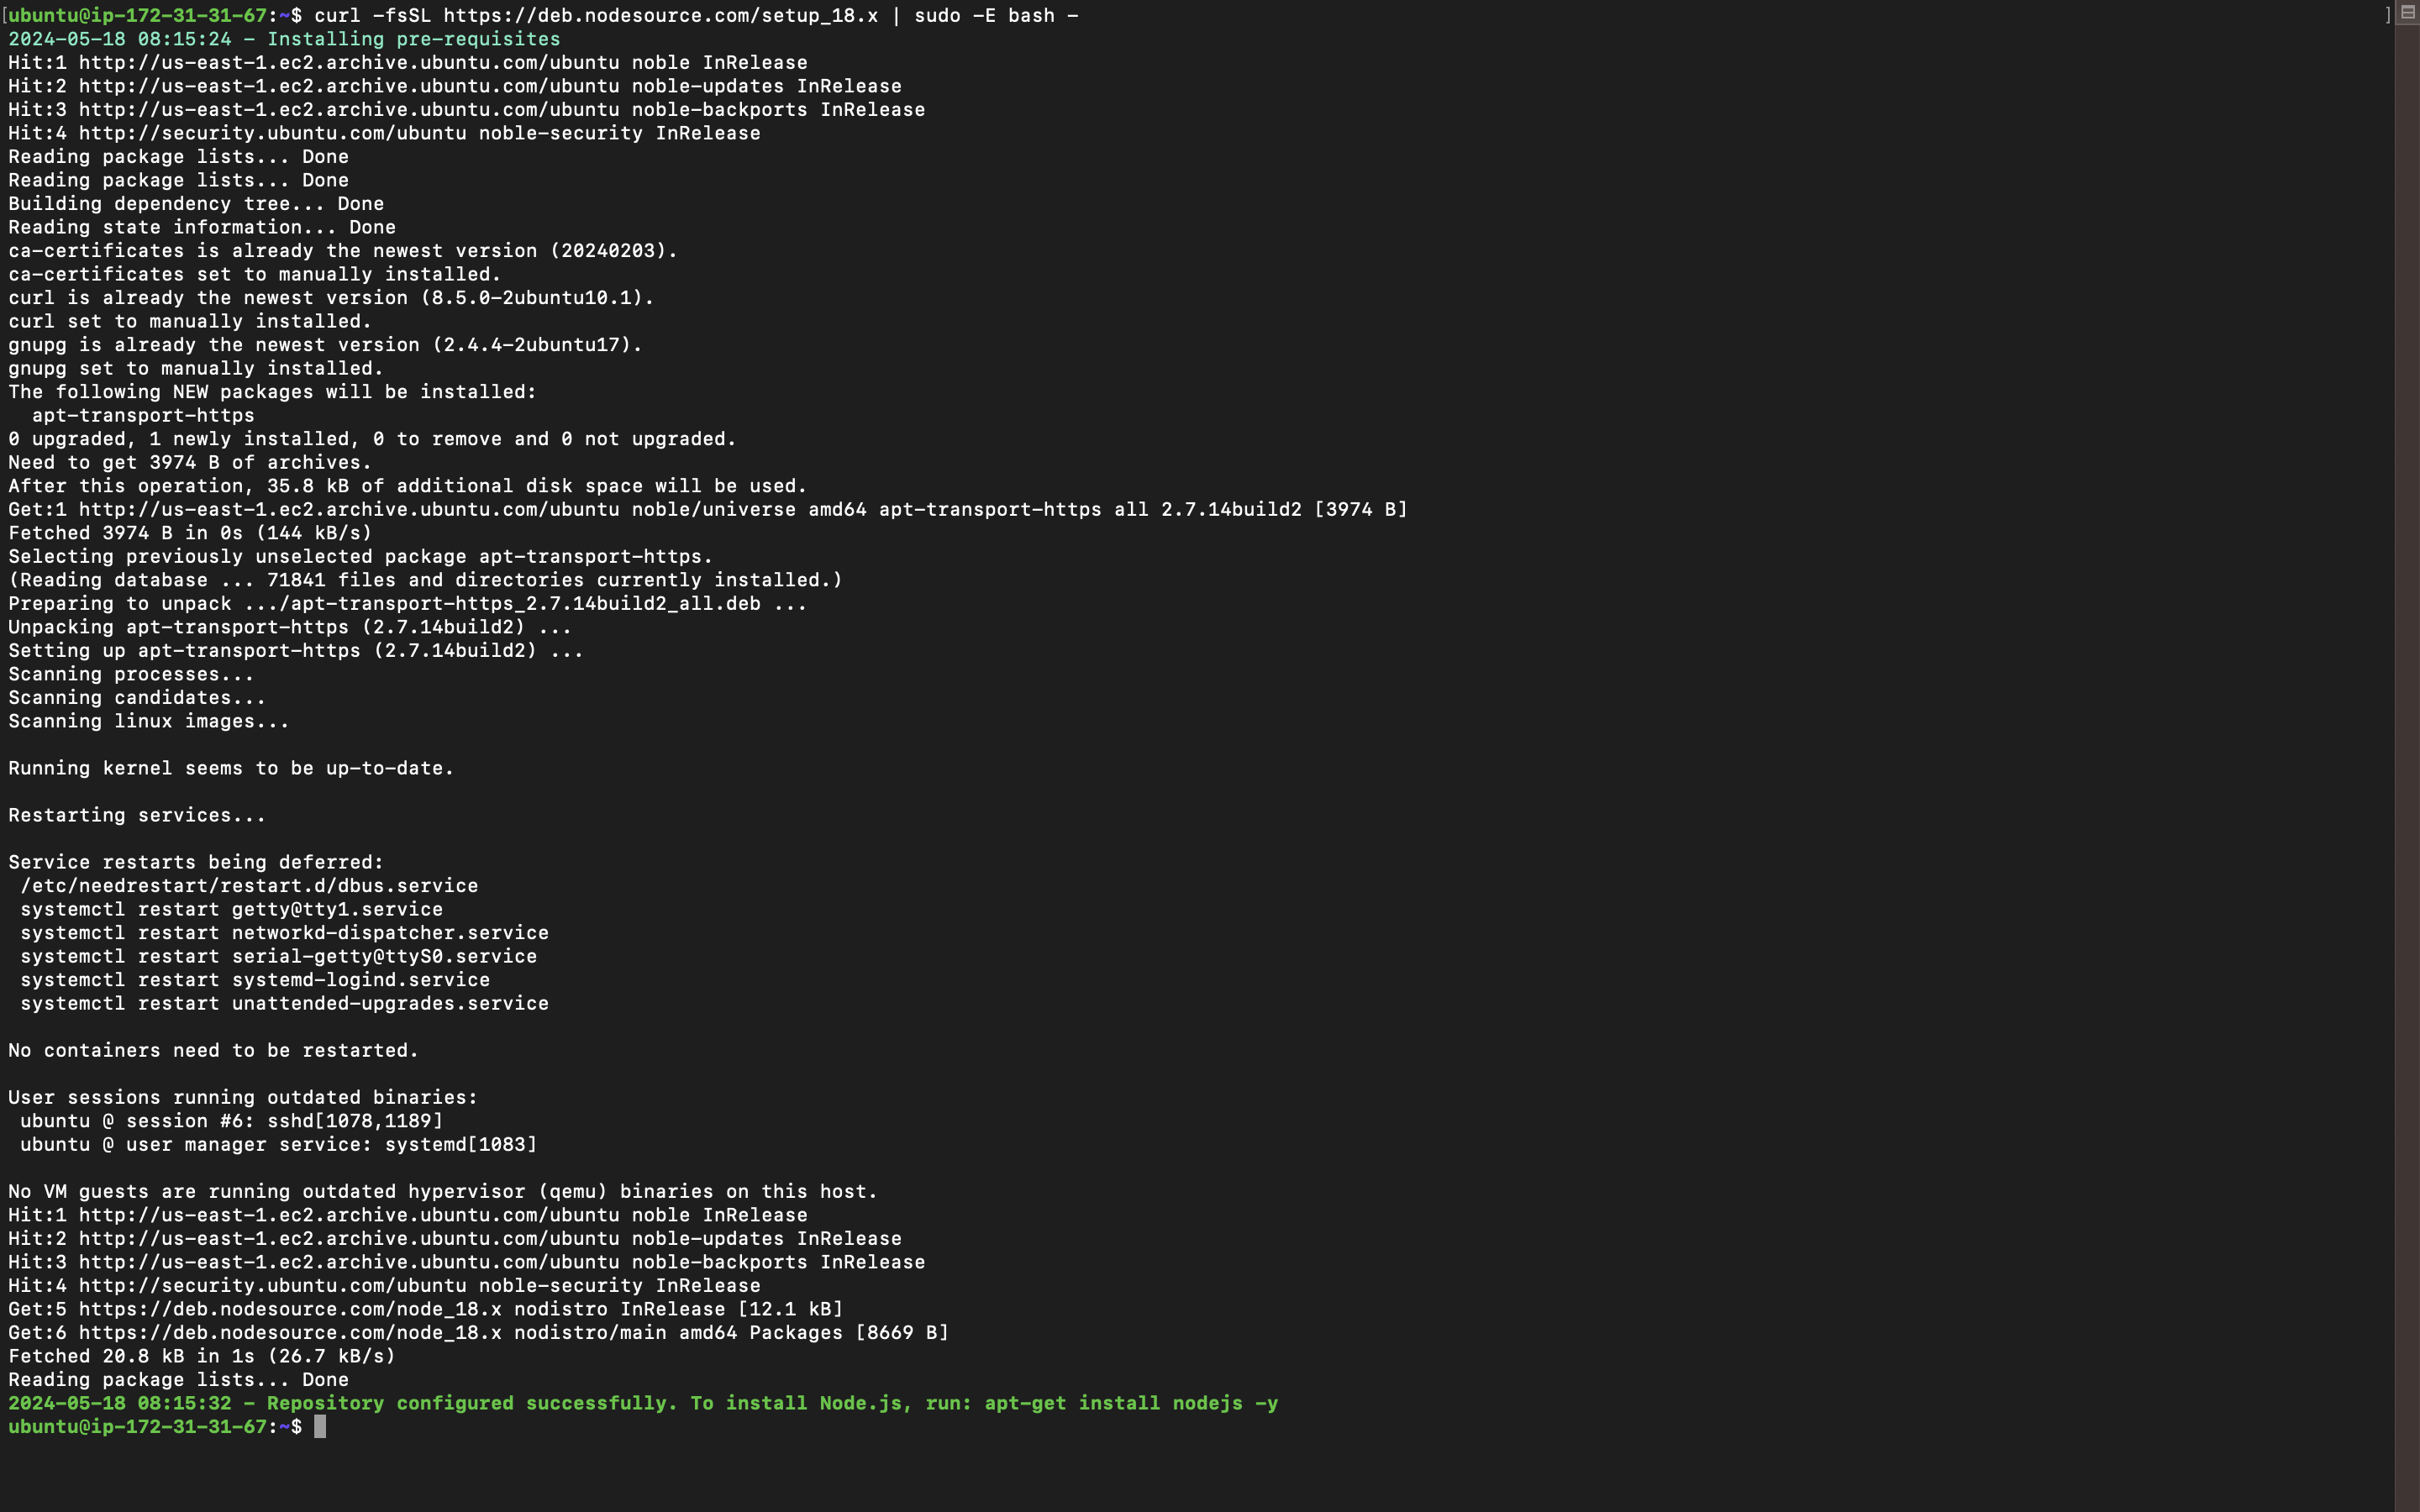 [ubuntu@ip-172-31-31-67:~$ curl -fsSL https://deb.nodesource.com/setup_18.x | sudo -E bash - ]
2024-05-18 08:15:24 - Installing pre-requisites
Hit:1 http://us-east-1.ec2.archive.ubuntu.com/ubuntu noble InRelease
Hit:2 http://us-east-1.ec2.archive.ubuntu.com/ubuntu noble-updates InRelease
Hit:3 http://us-east-1.ec2.archive.ubuntu.com/ubuntu noble-backports InRelease
Hit:4 http://security.ubuntu.com/ubuntu noble-security InRelease
Reading package lists... Done
Reading package lists... Done
Building dependency tree... Done
Reading state information... Done
ca-certificates is already the newest version (20240203).
ca-certificates set to manually installed.
curl is already the newest version (8.5.0-2ubuntu10.1).
curl set to manually installed.
gnupg is already the newest version (2.4.4-2ubuntu17).
gnupg set to manually installed.
The following NEW packages will be installed:
  apt-transport-https
0 upgraded, 1 newly installed, 0 to remove and 0 not upgraded.
Need to get 3974 B of archives.
After this operation, 35.8 kB of additional disk space will be used.
Get:1 http://us-east-1.ec2.archive.ubuntu.com/ubuntu noble/universe amd64 apt-transport-https all 2.7.14build2 [3974 B]
Fetched 3974 B in 0s (144 kB/s)
Selecting previously unselected package apt-transport-https.
(Reading database ... 71841 files and directories currently installed.)
Preparing to unpack .../apt-transport-https_2.7.14build2_all.deb ...
Unpacking apt-transport-https (2.7.14build2) ...
Setting up apt-transport-https (2.7.14build2) ...
Scanning processes...
Scanning candidates...
Scanning linux images...
Running kernel seems to be up-to-date.
Restarting services...
Service restarts being deferred:
 /etc/needrestart/restart.d/dbus.service
 systemctl restart getty@tty1.service
 systemctl restart networkd-dispatcher.service
 systemctl restart serial-getty@ttyS0.service
 systemctl restart systemd-logind.service
 systemctl restart unattended-upgrades.service
No containers need to be restarted.
User sessions running outdated binaries:
 ubuntu @ session #6: sshd[1078,1189]
 ubuntu @ user manager service: systemd[1083]
No VM guests are running outdated hypervisor (qemu) binaries on this host.
Hit:1 http://us-east-1.ec2.archive.ubuntu.com/ubuntu noble InRelease
Hit:2 http://us-east-1.ec2.archive.ubuntu.com/ubuntu noble-updates InRelease
Hit:3 http://us-east-1.ec2.archive.ubuntu.com/ubuntu noble-backports InRelease
Hit:4 http://security.ubuntu.com/ubuntu noble-security InRelease
Get:5 https://deb.nodesource.com/node_18.x nodistro InRelease [12.1 kB]
Get:6 https://deb.nodesource.com/node_18.x nodistro/main amd64 Packages [8669 B]
Fetched 20.8 kB in 1s (26.7 kB/s)
Reading package lists... Done
2024-05-18 08:15:32 - Repository configured successfully. To install Node.js, run: apt-get install nodejs -y
ubuntu@ip-172-31-31-67:~$